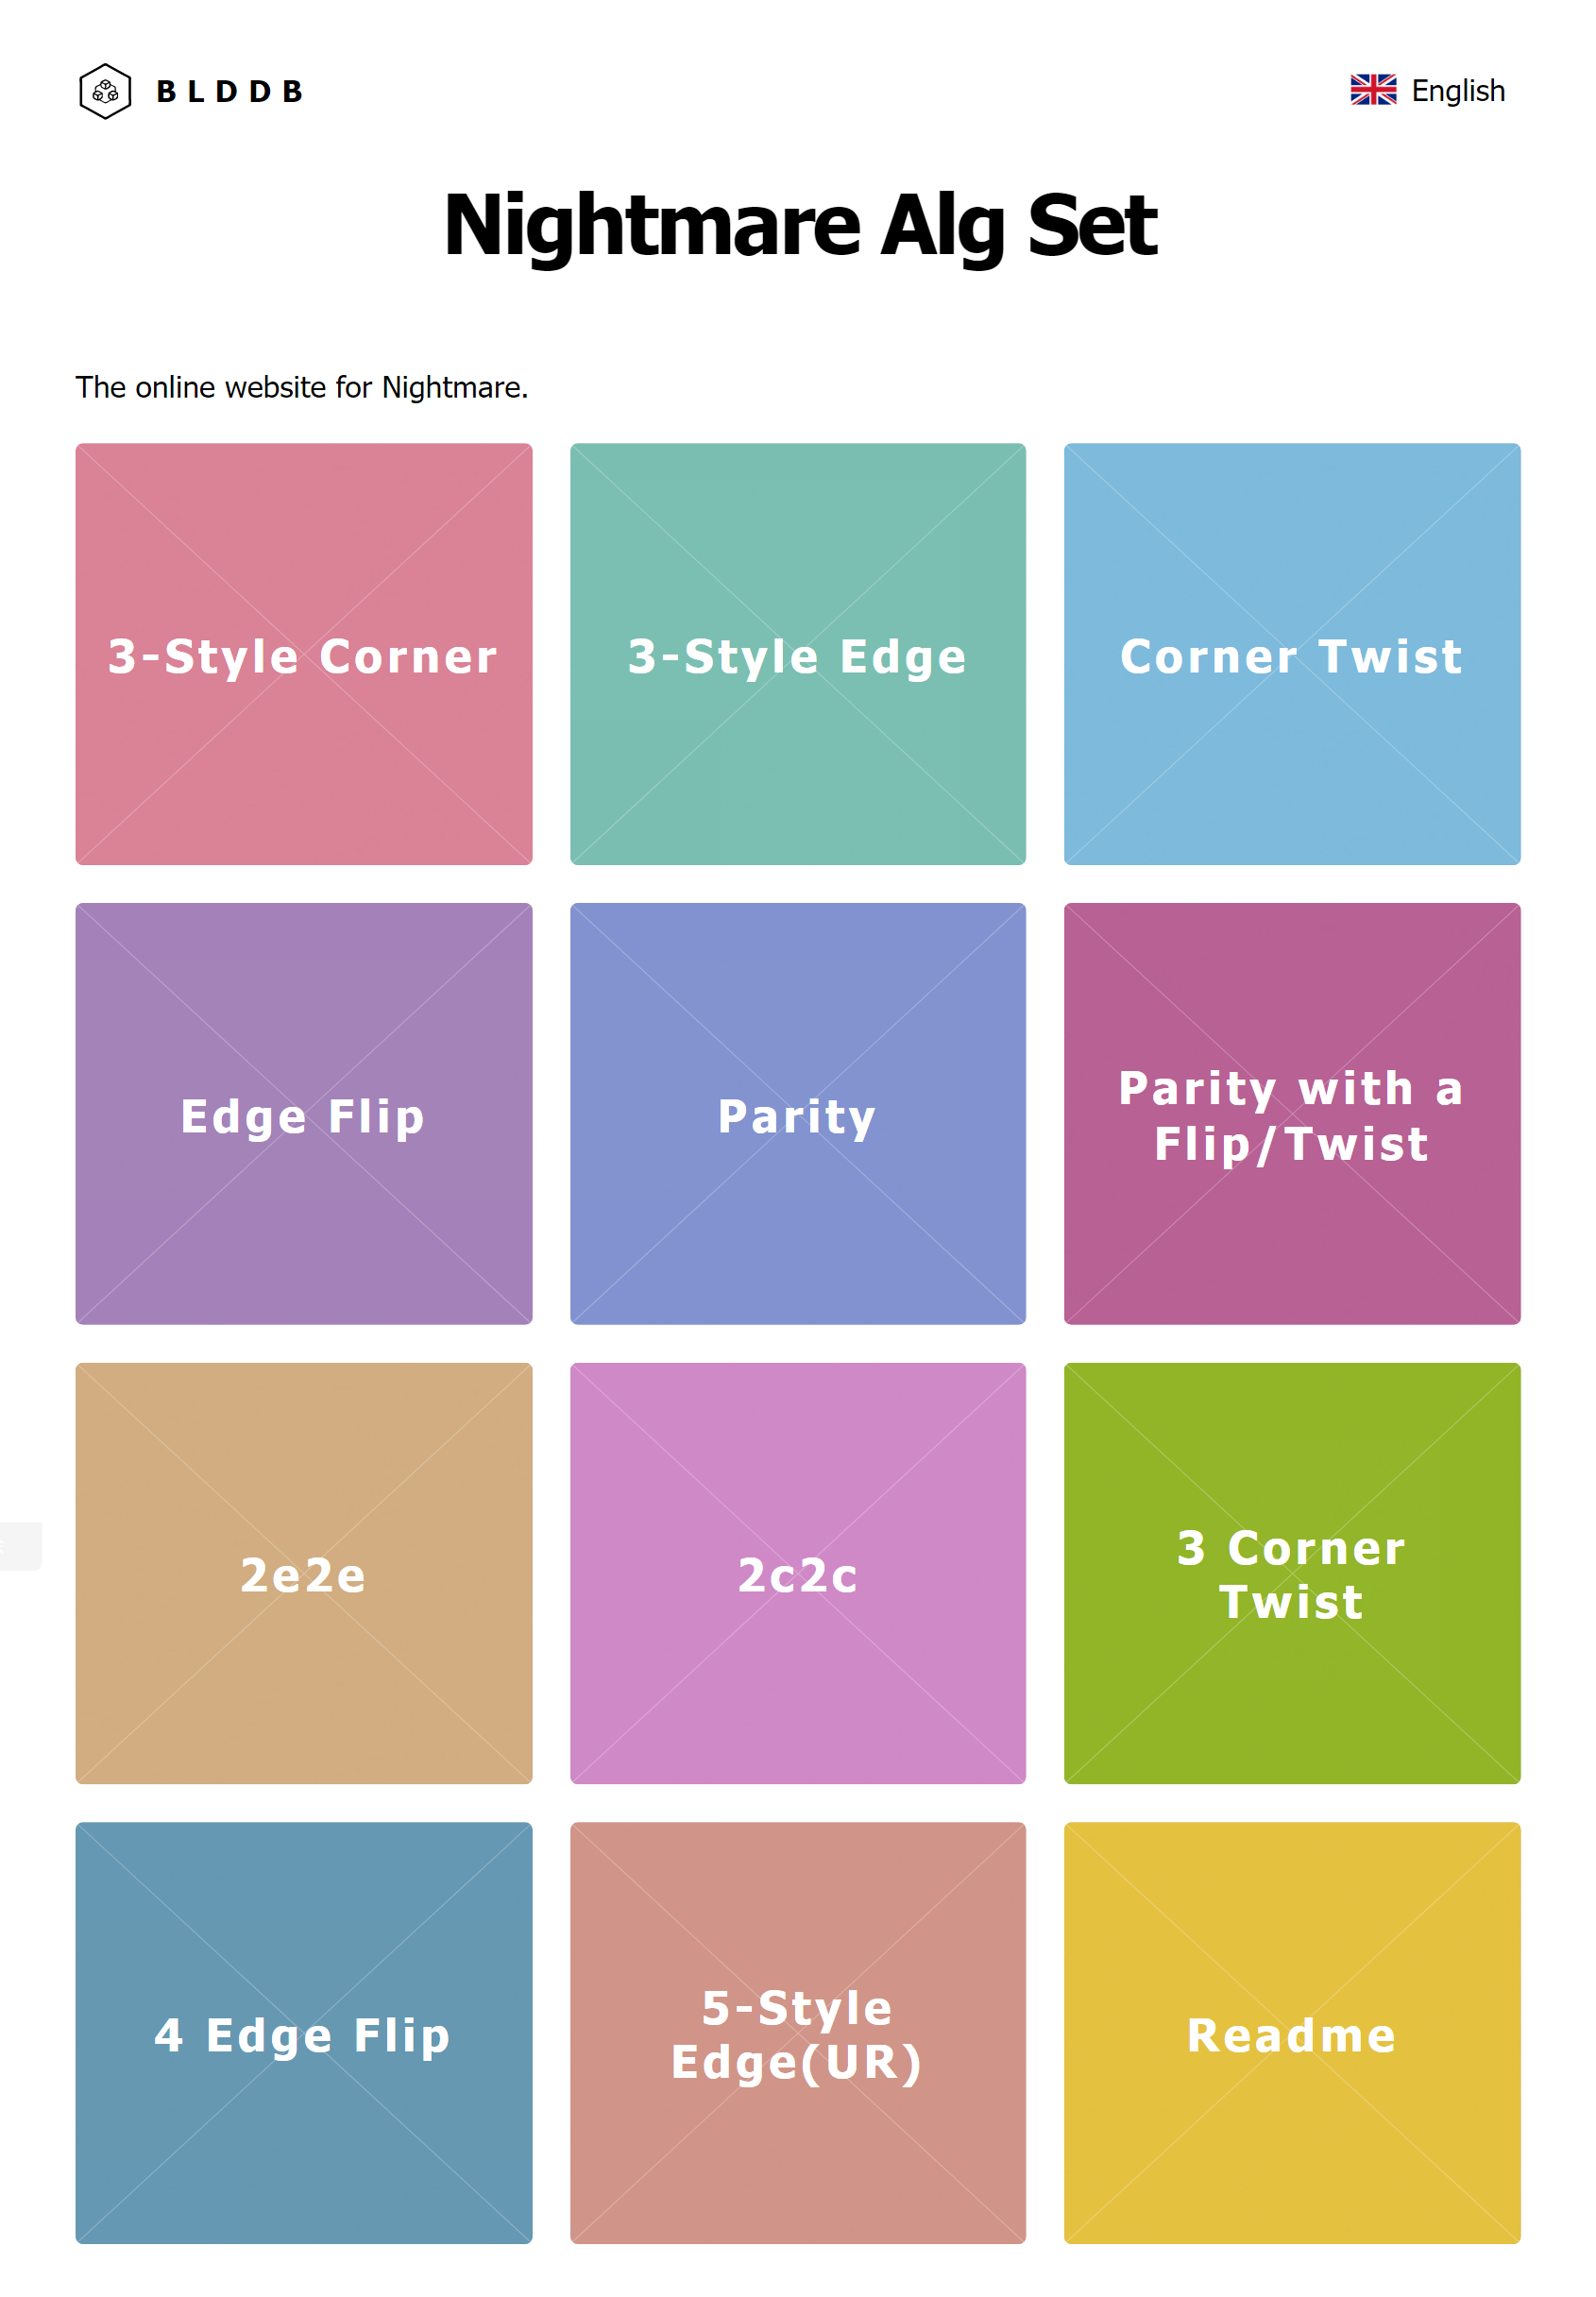 BLDDB
English
Nightmare Alg Set
The online website for Nightmare.
3-Style Corner
3-Style Edge
Corner Twist
Edge Flip
Parity
Parity with a
Flip/Twist
2e2e
2c2c
3 Corner
Twist
4 Edge Flip
5-Style
Edge(UR)
Readme